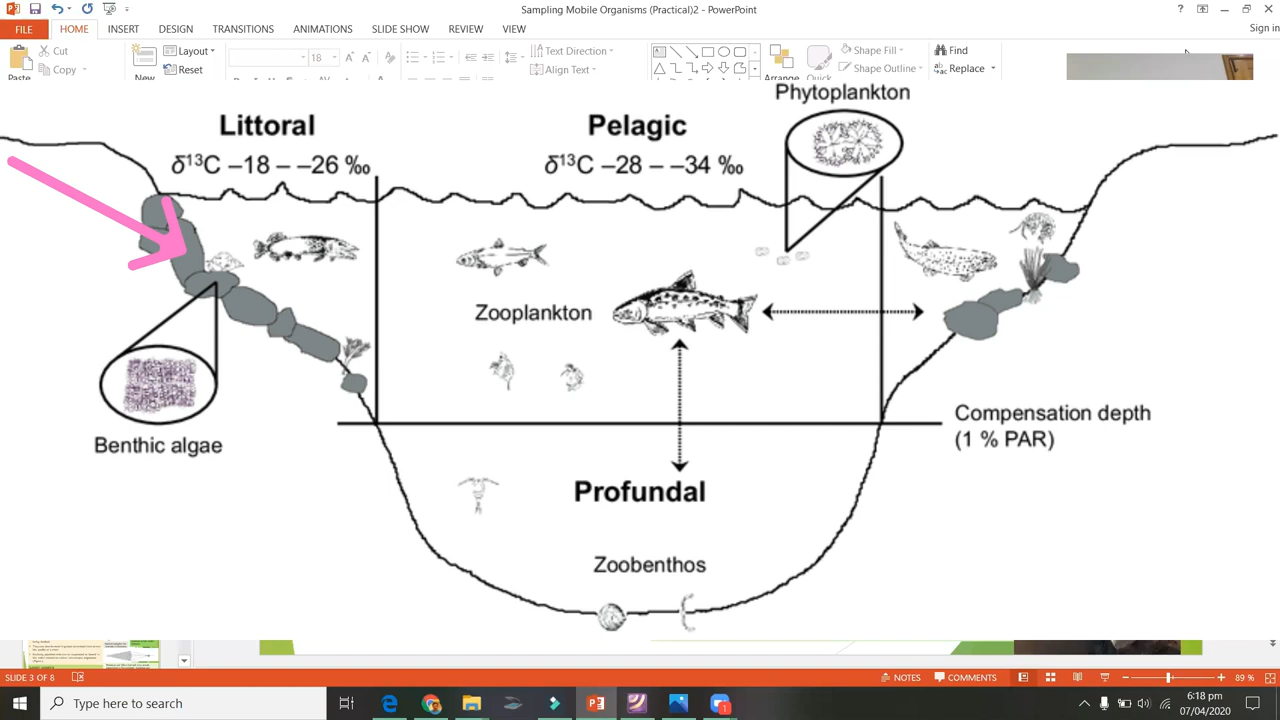 Sampling Mobile Organisms (Practical)2 - PowerPoint
Sign in
FILE HOME INSERT DESIGN TRANSITIONS ANIMATIONS SLIDE SHOW REVIEW VIEW
Cut
Copy
Paste
New
Layout
Reset
18
Text Direction
Align Text
Arrange
Quick
Shape Fill
Shape Outline
Find
Replace
Phytoplankton
Littoral
δ¹³C –18 – –26 ‰
Pelagic
δ¹³C –28 – –34 ‰
Zooplankton
Benthic algae
Compensation depth
(1 % PAR)
Profundal
Zoobenthos
SLIDE 3 OF 8
NOTES
COMMENTS
89 %
Type here to search
6:18 pm
07/04/2020